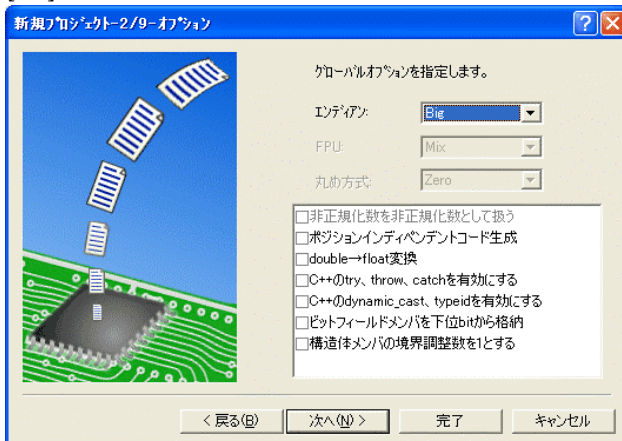 新規プロジェクト-2/9-オプション
グローバルオプションを指定します。
エンディアン: Big
FPU: Mix
丸め方式: Zero
非正規化数を非正規化数として扱う
ポジションインディペンデントコード生成
double→float変換
C++のtry、throw、catchを有効にする
C++のdynamic_cast、typeidを有効にする
ビットフィールドメンバを下位bitから格納
構造体メンバの境界調整数を1とする
< 戻る(B) 次へ(N) > 完了 キャンセル